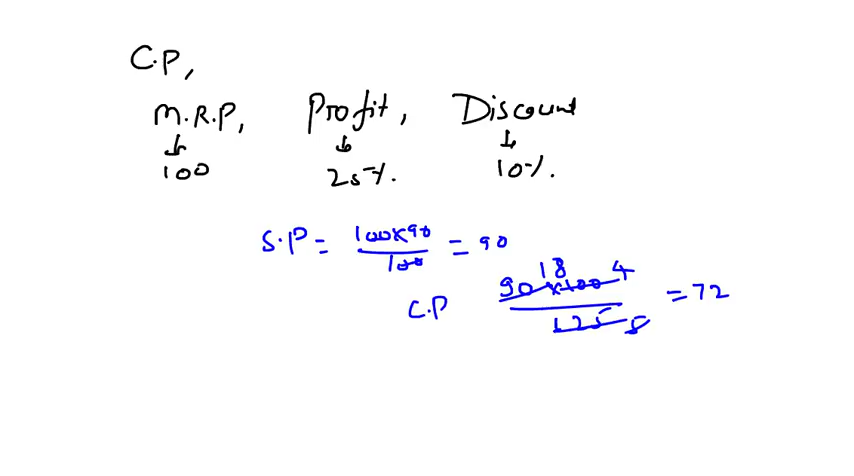 C.P,
M.R.P, Profit, Discount
↓ ↓ ↓
100 25%. 10%.
S.P = 100×90/100 = 90
C.P 90 18 ×100 4/125 5 = 72